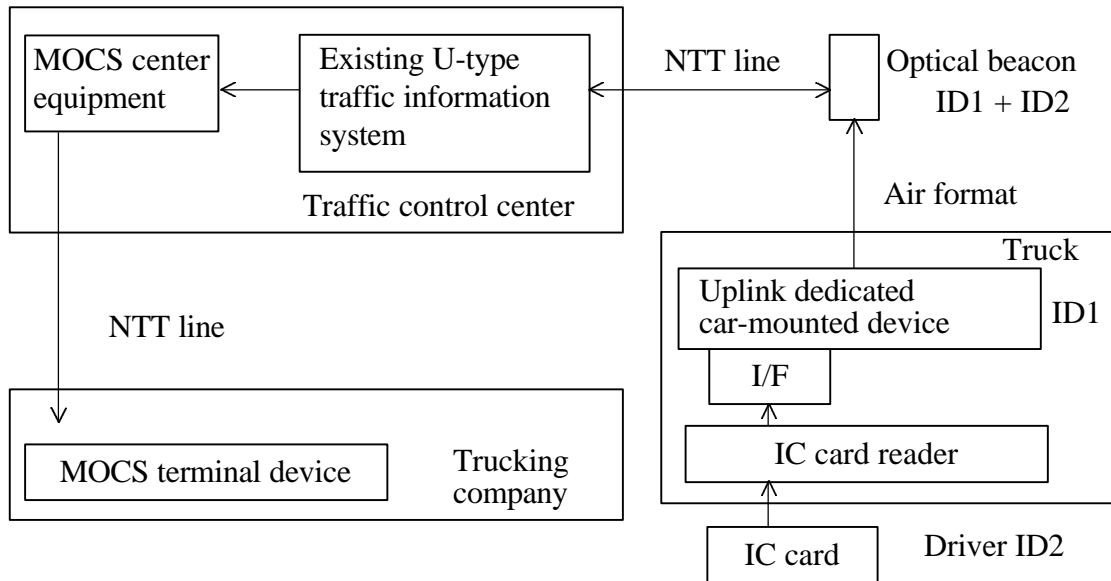 MOCS center
equipment
Existing U-type
traffic information
system
NTT line
Optical beacon
ID1 + ID2
Traffic control center
Air format
Truck
Uplink dedicated
car-mounted device
ID1
NTT line
I/F
IC card reader
MOCS terminal device
Trucking
company
IC card
Driver ID2